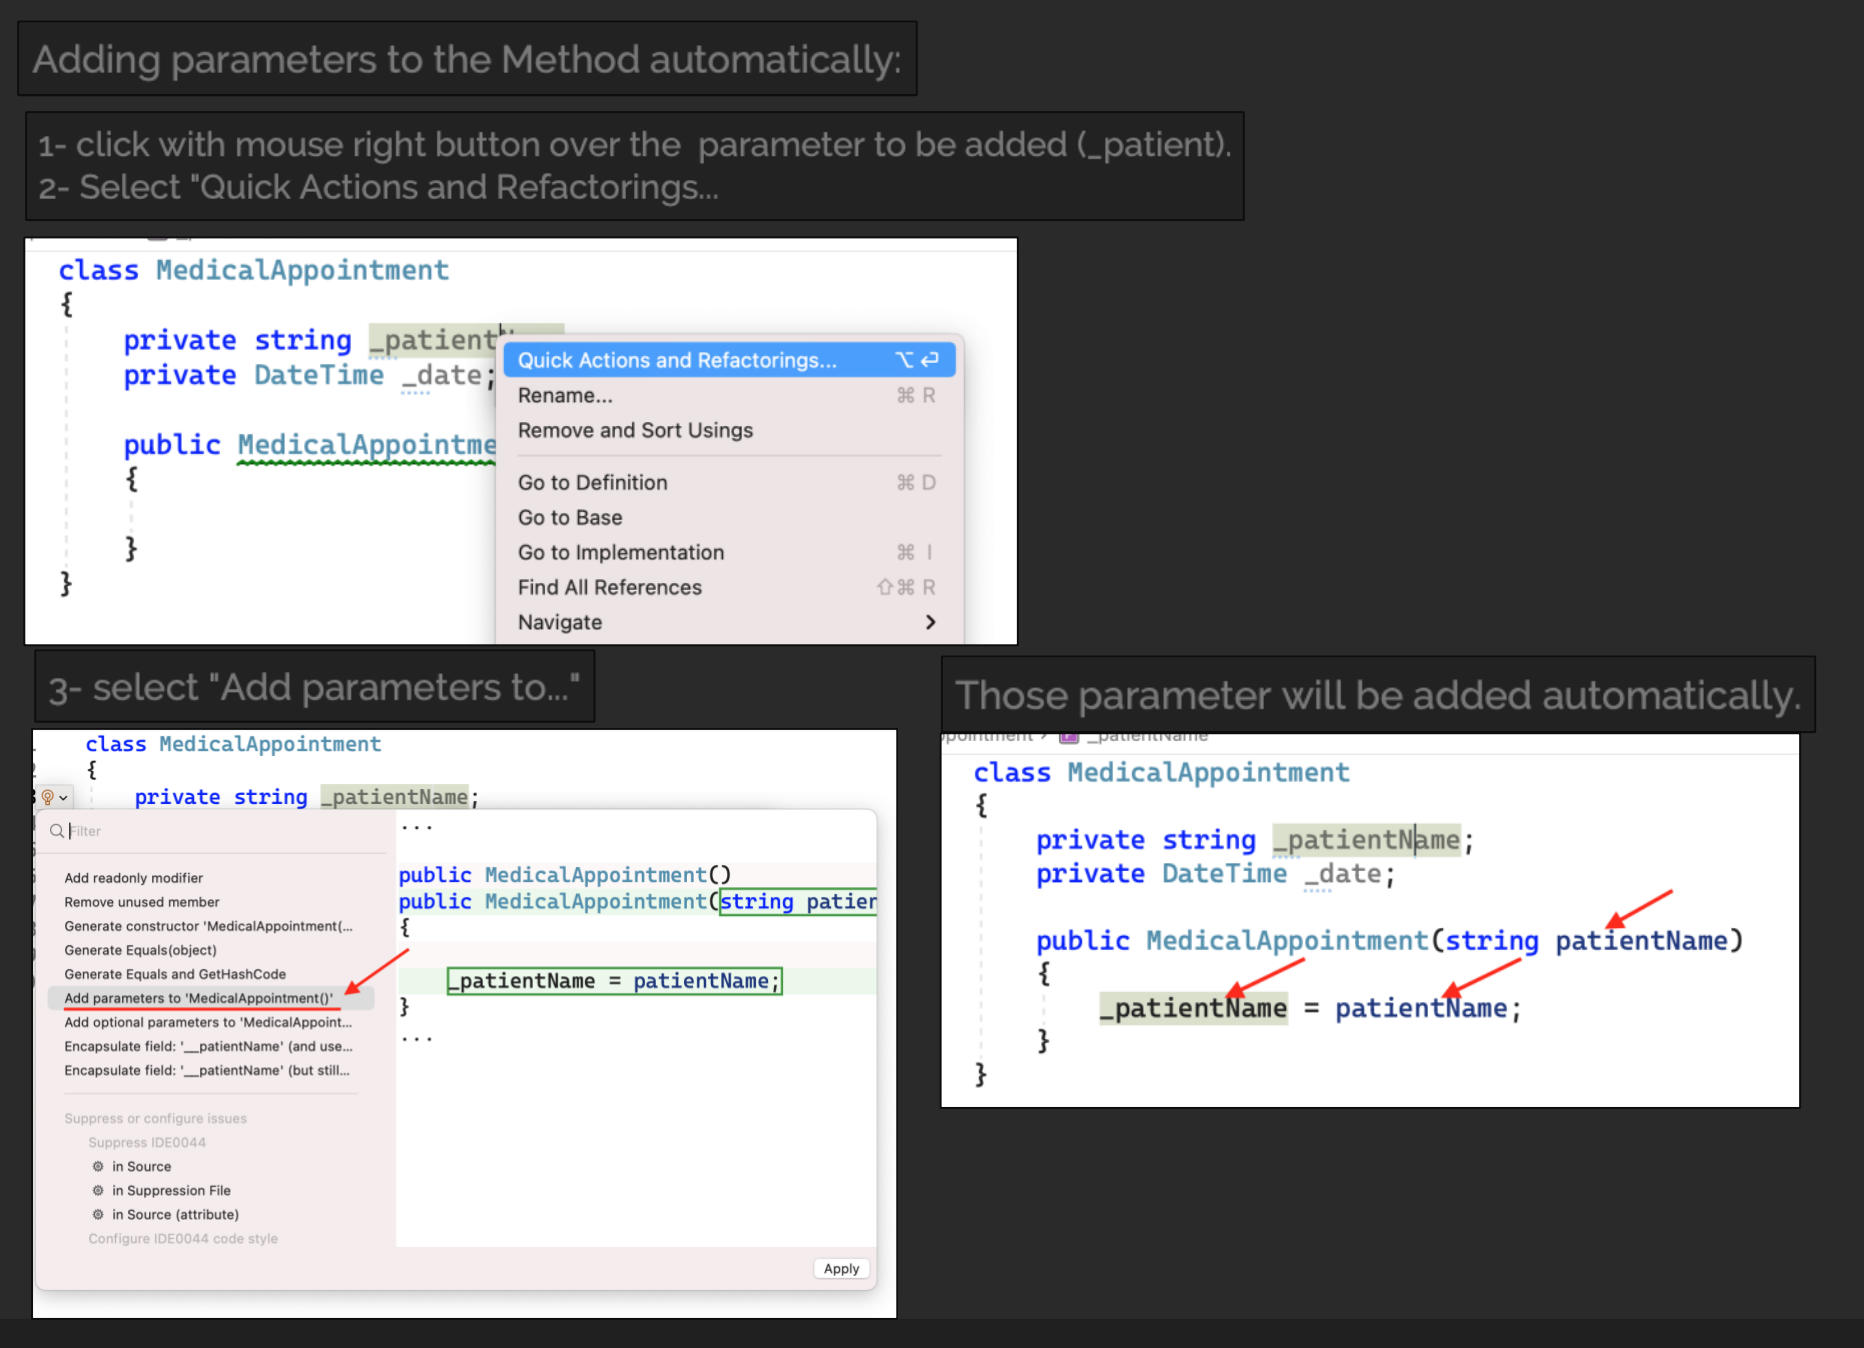 Adding parameters to the Method automatically:
1- click with mouse right button over the  parameter to be added (_patient).
2- Select "Quick Actions and Refactorings...
class MedicalAppointment
{
private string _patientN
private DateTime _date;
public MedicalAppointme
{
}
}
Quick Actions and Refactorings... ⌥ ↩
Rename... ⌘ R
Remove and Sort Usings
Go to Definition ⌘ D
Go to Base
Go to Implementation ⌘ I
Find All References ⇧⌘ R
Navigate
3- select "Add parameters to..."
class MedicalAppointment
{
private string _patientName;
Filter
Add readonly modifier
Remove unused member
Generate constructor 'MedicalAppointment(...
Generate Equals(object)
Generate Equals and GetHashCode
Add parameters to 'MedicalAppointment()'
Add optional parameters to 'MedicalAppoint...
Encapsulate field: '__patientName' (and use...
Encapsulate field: '__patientName' (but still...
Suppress or configure issues
Suppress IDE0044
in Source
in Suppression File
in Source (attribute)
Configure IDE0044 code style
...
public MedicalAppointment()
public MedicalAppointment(string patien
{
_patientName = patientName;
}
...
Apply
Those parameter will be added automatically.
ppointment › _patientName
class MedicalAppointment
{
private string _patientName;
private DateTime _date;
public MedicalAppointment(string patientName)
{
_patientName = patientName;
}
}